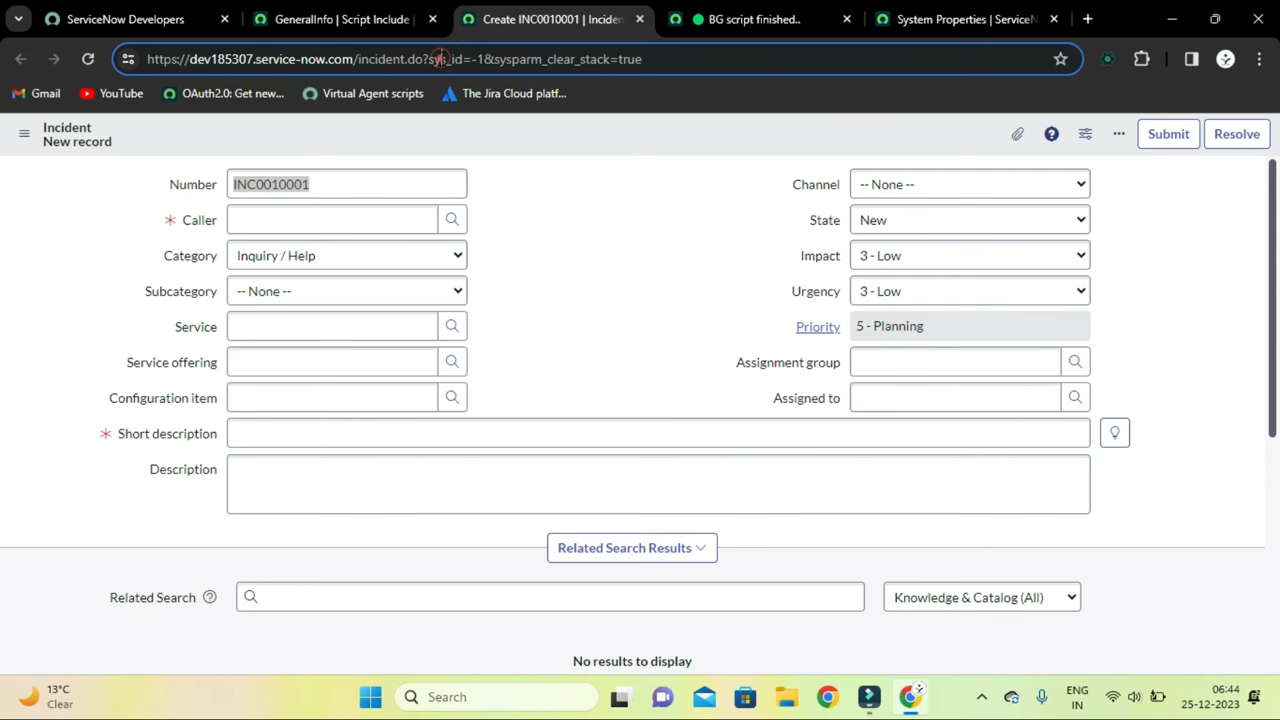 ServiceNow Developers
GeneralInfo | Script Include
Create INC0010001 | Inciden
BG script finished..
System Properties | ServiceN
https://dev185307.service-now.com/incident.do?sys_id=-1&sysparm_clear_stack=true
Gmail YouTube OAuth2.0: Get new... Virtual Agent scripts The Jira Cloud platf...
Incident
New record
Submit Resolve
Number INC0010001 Channel -- None --
* Caller State New
Category Inquiry / Help Impact 3 - Low
Subcategory -- None -- Urgency 3 - Low
Service Priority 5 - Planning
Service offering Assignment group
Configuration item Assigned to
* Short description
Description
Related Search Results
Related Search Knowledge & Catalog (All)
No results to display
13°C
Clear
Search
ENG
IN
06:44
25-12-2023